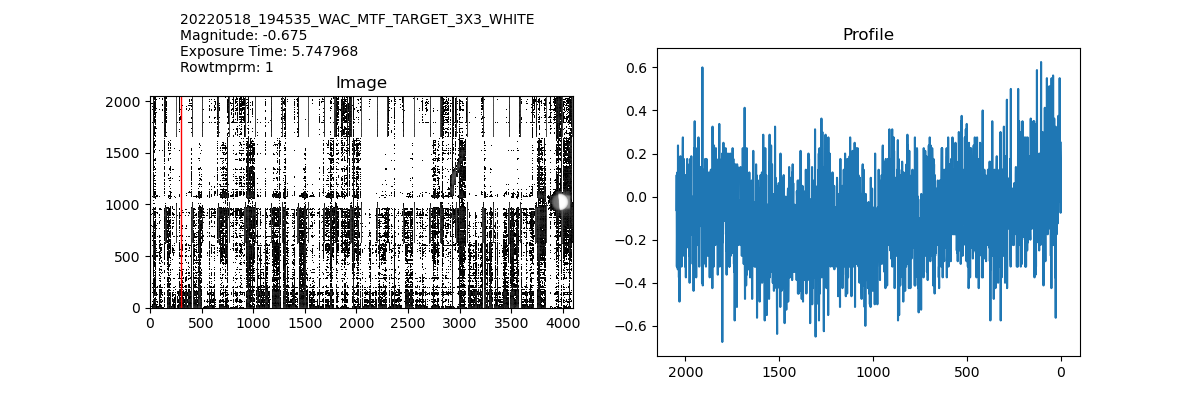 20220518_194535_WAC_MTF_TARGET_3X3_WHITE
Magnitude: -0.675
Exposure Time: 5.747968
Rowtmprm: 1
Image
2000
1500
1000
500
0
0 500 1000 1500 2000 2500 3000 3500 4000
Profile
0.6
0.4
0.2
0.0
−0.2
−0.4
−0.6
2000 1500 1000 500 0